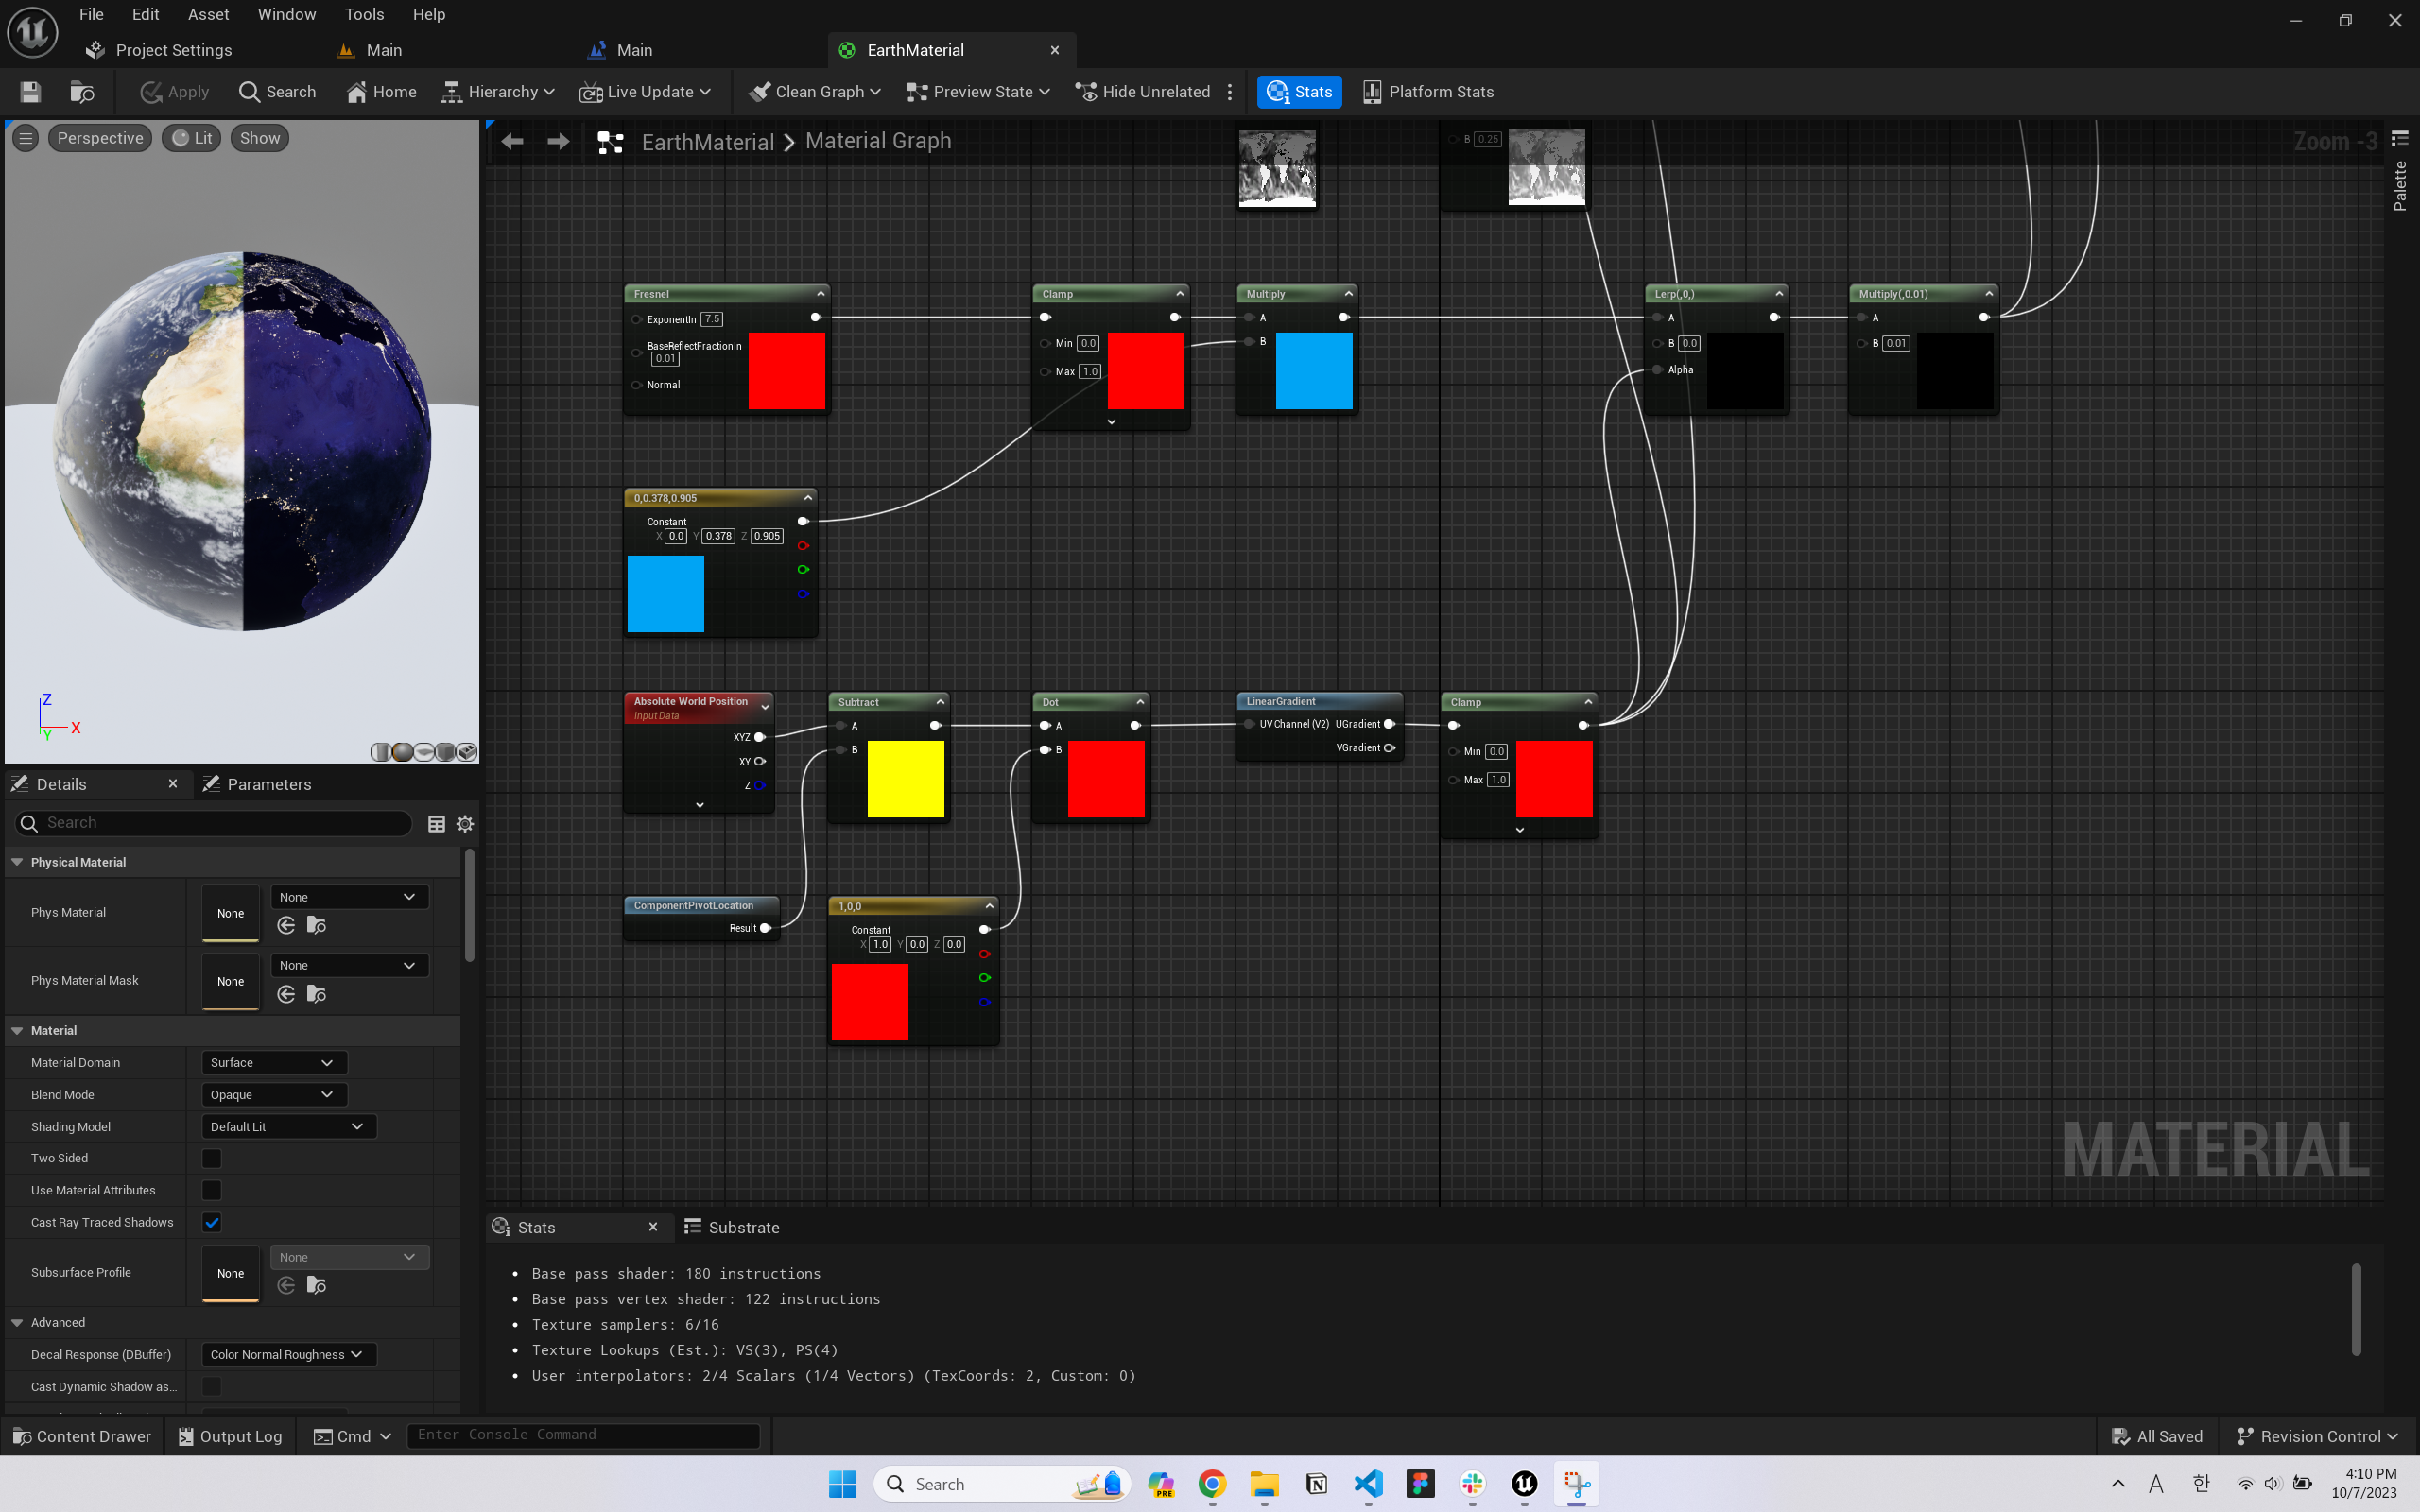 File Edit Asset Window Tools Help
Project Settings Main Main EarthMaterial
Apply Search Home Hierarchy Live Update Clean Graph Preview State Hide Unrelated Stats Platform Stats
Perspective Lit Show
EarthMaterial Material Graph
Zoom -3
Palette
B 0.25
Fresnel
ExponentIn 7.5
BaseReflectFractionIn
0.01
Normal
Clamp
Min 0.0
Max 1.0
Multiply
A
B
Lerp(,0,)
A
B 0.0
Alpha
Multiply(,0.01)
A
B 0.01
0,0.378,0.905
Constant
X 0.0 Y 0.378 Z 0.905
Absolute World Position
Input Data
XYZ
XY
Z
Subtract
A
B
Dot
A
B
LinearGradient
UV Channel (V2) UGradient
VGradient
Clamp
Min 0.0
Max 1.0
ComponentPivotLocation
Result
1,0,0
Constant
X 1.0 Y 0.0 Z 0.0
MATERIAL
Z
X
Y
Details Parameters
Search
Physical Material
Phys Material None None
Phys Material Mask None None
Material
Material Domain Surface
Blend Mode Opaque
Shading Model Default Lit
Two Sided
Use Material Attributes
Cast Ray Traced Shadows
Subsurface Profile None None
Advanced
Decal Response (DBuffer) Color Normal Roughness
Cast Dynamic Shadow as...
Stats Substrate
• Base pass shader: 180 instructions
• Base pass vertex shader: 122 instructions
• Texture samplers: 6/16
• Texture Lookups (Est.): VS(3), PS(4)
• User interpolators: 2/4 Scalars (1/4 Vectors) (TexCoords: 2, Custom: 0)
Content Drawer Output Log Cmd Enter Console Command All Saved Revision Control
Search
PRE
A 한
4:10 PM
10/7/2023